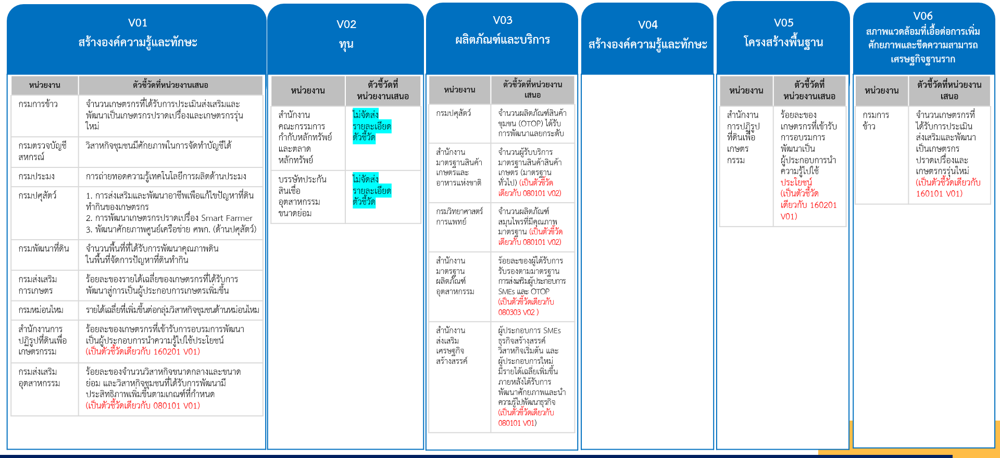 V01
สร้างองค์ความรู้และทักษะ
หน่วยงาน
ตัวชี้วัดที่หน่วยงานเสนอ
กรมการข้าว
จำนวนเกษตรกรที่ได้รับการประเมินส่งเสริมและ
พัฒนาเป็นเกษตรกรปราดเปรื่องและเกษตรกรรุ่น
ใหม่
กรมตรวจบัญชี
สหกรณ์
วิสาหกิจชุมชนมีศักยภาพในการจัดทำบัญชีได้
กรมประมง
การถ่ายทอดความรู้เทคโนโลยีการผลิตด้านประมง
กรมปศุสัตว์
1. การส่งเสริมและพัฒนาอาชีพเพื่อแก้ไขปัญหาที่ดิน
ทำกินของเกษตรกร
2. การพัฒนาเกษตรกรปราดเปรื่อง Smart Farmer
3. พัฒนาศักยภาพศูนย์เครือข่าย ศพก. (ด้านปศุสัตว์)
กรมพัฒนาที่ดิน
จำนวนพื้นที่ที่ได้รับการพัฒนาคุณภาพดิน
ในพื้นที่จัดการปัญหาที่ดินทำกิน
กรมส่งเสริม
การเกษตร
ร้อยละของรายได้เฉลี่ยของเกษตรกรที่ได้รับการ
พัฒนาสู่การเป็นผู้ประกอบการเกษตรเพิ่มขึ้น
กรมหม่อนไหม
รายได้เฉลี่ยที่เพิ่มขึ้นต่อกลุ่มวิสาหกิจชุมชนด้านหม่อนไหม
สำนักงานการ
ปฏิรูปที่ดินเพื่อ
เกษตรกรรม
ร้อยละของเกษตรกรที่เข้ารับการอบรมการพัฒนา
เป็นผู้ประกอบการนำความรู้ไปใช้ประโยชน์
(เป็นตัวชี้วัดเดียวกับ 160201 V01)
กรมส่งเสริม
อุตสาหกรรม
ร้อยละของจำนวนวิสาหกิจขนาดกลางและขนาด
ย่อม และวิสาหกิจชุมชนที่ได้รับการพัฒนามี
ประสิทธิภาพเพิ่มขึ้นตามเกณฑ์ที่กำหนด
(เป็นตัวชี้วัดเดียวกับ 080101 V01)
V02
ทุน
หน่วยงาน
ตัวชี้วัดที่
หน่วยงานเสนอ
สำนักงาน
คณะกรรมการ
กำกับหลักทรัพย์
และตลาด
หลักทรัพย์
ไม่จัดส่ง
รายละเอียด
ตัวชี้วัด
บรรษัทประกัน
สินเชื่อ
อุตสาหกรรม
ขนาดย่อม
ไม่จัดส่ง
รายละเอียด
ตัวชี้วัด
V03
ผลิตภัณฑ์และบริการ
หน่วยงาน
ตัวชี้วัดที่หน่วยงาน
เสนอ
กรมปศุสัตว์
จำนวนผลิตภัณฑ์สินค้า
ชุมชน (OTOP) ได้รับ
การพัฒนาแลยกระดับ
สำนักงาน
มาตรฐานสินค้า
เกษตรและ
อาหารแห่งชาติ
จำนวนผู้รับบริการ
มาตรฐานสินค้าสินค้า
เกษตร (มาตรฐาน
ทั่วไป) (เป็นตัวชี้วัด
เดียวกับ 080101 V02)
กรมวิทยาศาสตร์
การแพทย์
จำนวนผลิตภัณฑ์
สมุนไพรที่มีคุณภาพ
มาตรฐาน (เป็นตัวชี้วัด
เดียวกับ 080101 V02)
สำนักงาน
มาตรฐาน
ผลิตภัณฑ์
อุตสาหกรรม
ร้อยละของผู้ได้รับการ
รับรองตามมาตรฐาน
การส่งเสริมผู้ประกอบการ
SMEs และ OTOP
(เป็นตัวชี้วัดเดียวกับ
080303 V02 )
สำนักงาน
ส่งเสริม
เศรษฐกิจ
สร้างสรรค์
ผู้ประกอบการ SMEs
ธุรกิจสร้างสรรค์
วิสาหกิจเริ่มต้น และ
ผู้ประกอบการใหม่
มีรายได้เฉลี่ยเพิ่มขึ้น
ภายหลังได้รับการ
พัฒนาศักยภาพและนำ
ความรู้ไปพัฒนาธุรกิจ
(เป็นตัวชี้วัดเดียวกับ
080101 V01)
V04
สร้างองค์ความรู้และทักษะ
V05
โครงสร้างพื้นฐาน
หน่วยงาน
ตัวชี้วัดที่
หน่วยงานเสนอ
สำนักงาน
การปฏิรูป
ที่ดินเพื่อ
เกษตร
กรรม
ร้อยละของ
เกษตรกรที่เข้ารับ
การอบรมการ
พัฒนาเป็น
ผู้ประกอบการนำ
ความรู้ไปใช้
ประโยชน์
(เป็นตัวชี้วัด
เดียวกับ 160201
V01)
V06
สภาพแวดล้อมที่เอื้อต่อการเพิ่ม
ศักยภาพและขีดความสามารถ
เศรษฐกิจฐานราก
หน่วยงาน
ตัวชี้วัดที่หน่วยงาน
เสนอ
กรมการ
ข้าว
จำนวนเกษตรกรที่
ได้รับการประเมิน
ส่งเสริมและพัฒนา
เป็นเกษตรกร
ปราดเปรื่องและ
เกษตรกรรุ่นใหม่
(เป็นตัวชี้วัดเดียวกับ
160101 V01)